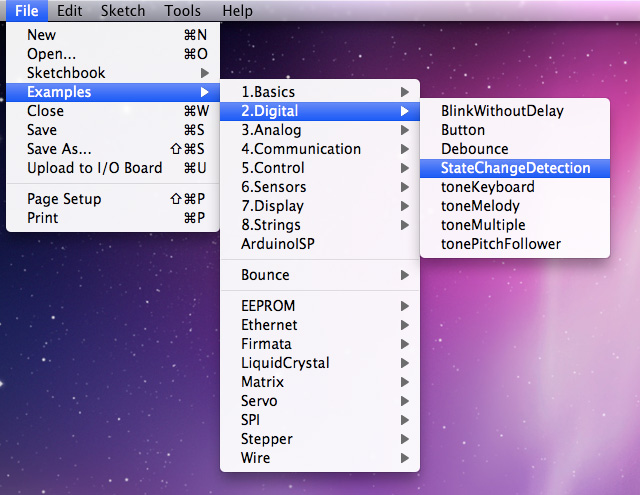 File Edit Sketch Tools Help
New ⌘N
Open... ⌘O
Sketchbook
Examples
Close ⌘W
Save ⌘S
Save As... ⇧⌘S
Upload to I/O Board ⌘U
Page Setup ⇧⌘P
Print ⌘P
1.Basics
2.Digital
3.Analog
4.Communication
5.Control
6.Sensors
7.Display
8.Strings
ArduinoISP
Bounce
EEPROM
Ethernet
Firmata
LiquidCrystal
Matrix
Servo
SPI
Stepper
Wire
BlinkWithoutDelay
Button
Debounce
StateChangeDetection
toneKeyboard
toneMelody
toneMultiple
tonePitchFollower